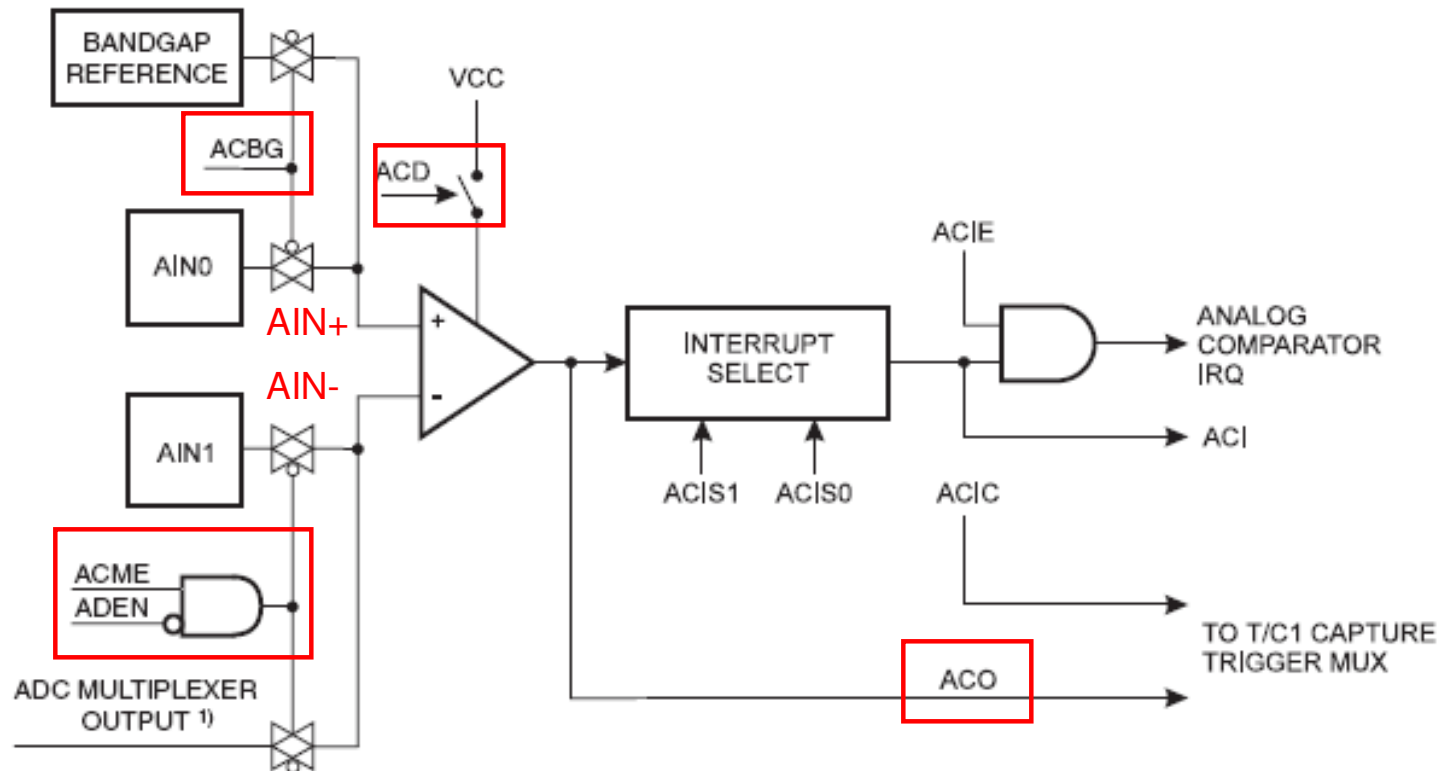 BANDGAP
REFERENCE
VCC
ACBG
ACD
AIN0
ACIE
AIN+
+
INTERRUPT
SELECT
ANALOG
COMPARATOR
IRQ
AIN-
-
AIN1
ACI
ACIS1 ACIS0
ACIC
ACME
ADEN
TO T/C1 CAPTURE
TRIGGER MUX
ACO
ADC MULTIPLEXER
OUTPUT 1)